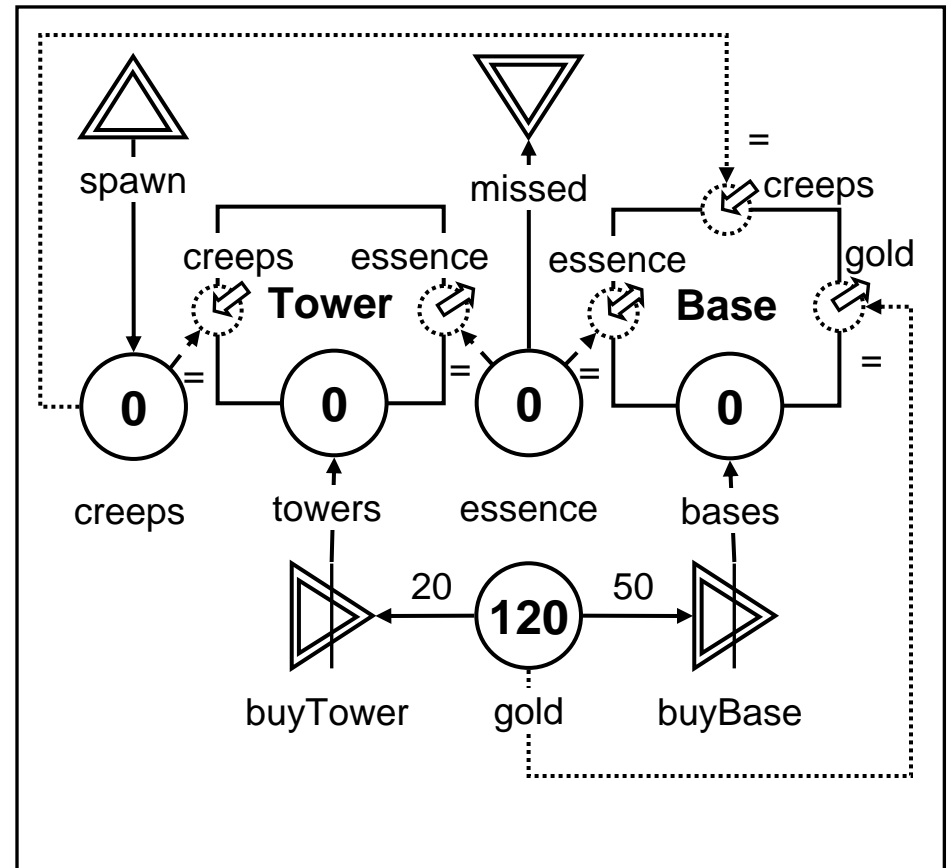 =
spawn
missed
creeps
creeps
essence
essence
gold
Tower
Base
=
=
=
=
0
0
0
0
creeps
towers
essence
bases
20
50
120
buyTower
gold
buyBase